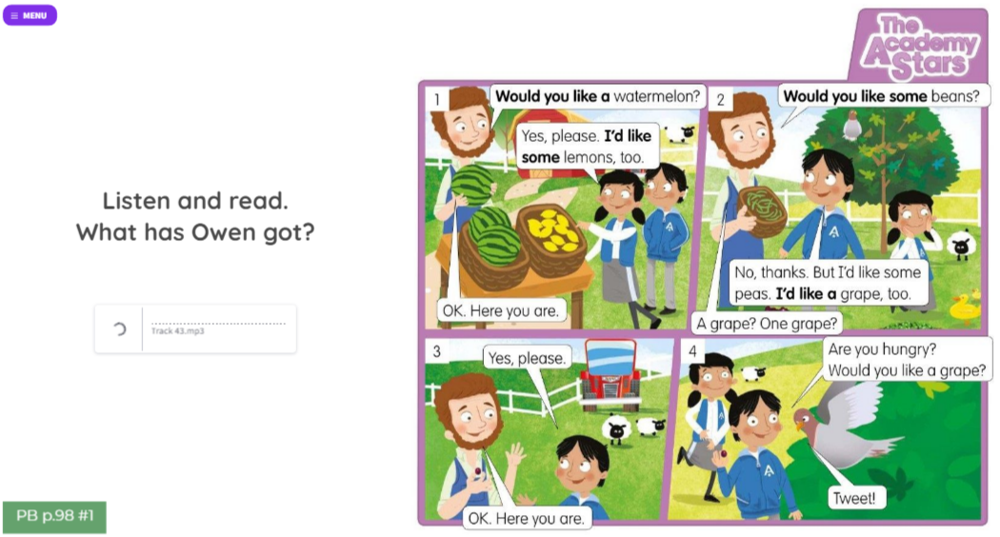 MENU
The
Academy
Stars
Listen and read.
What has Owen got?
Track 43.mp3
PB p.98 #1
1
Would you like a watermelon?
Yes, please. I'd like
some lemons, too.
OK. Here you are.
2
Would you like some beans?
No, thanks. But I'd like some
peas. I'd like a grape, too.
A grape? One grape?
3
Yes, please.
OK. Here you are.
4
Are you hungry?
Would you like a grape?
Tweet!